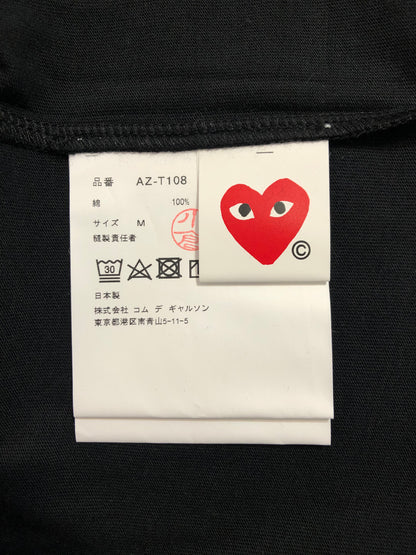 品番 AZ-T108
綿 100%
サイズ M
縫製責任者
30
日本製
株式会社 コム デ ギャルソン
東京都港区南青山5-11-5
©